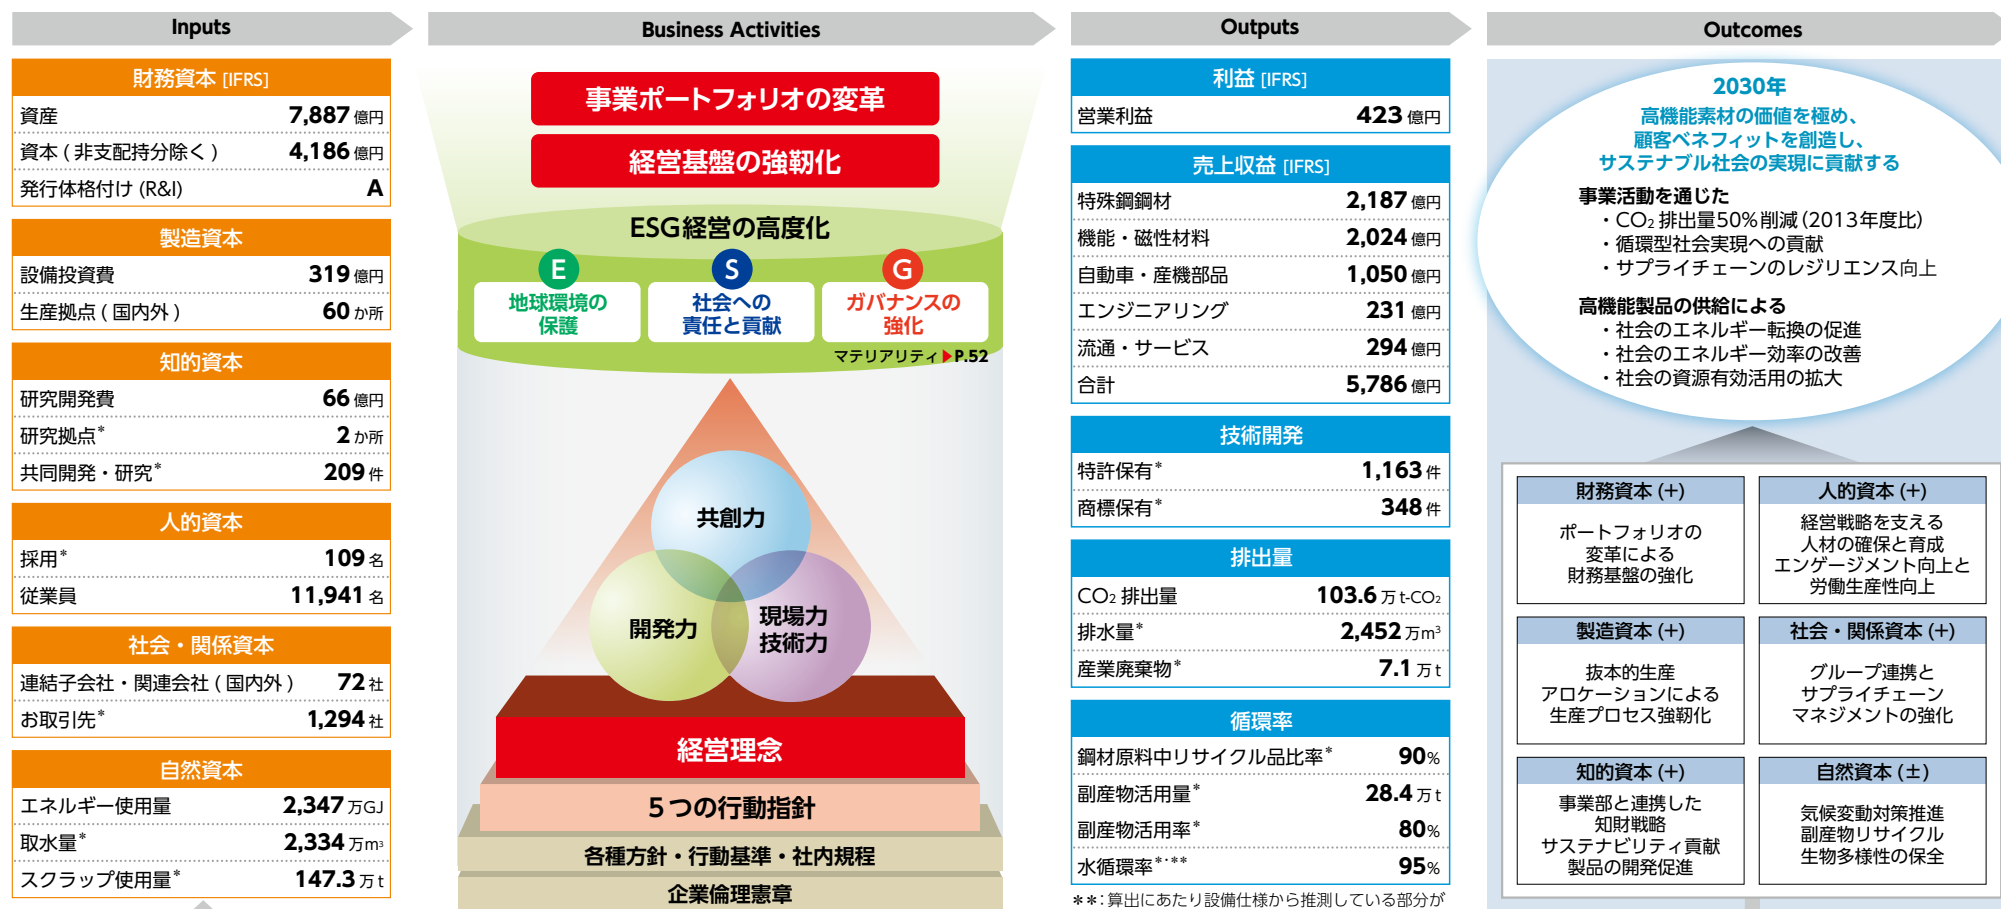 Inputs
財務資本 [IFRS]
資産 7,887 億円
資本 ( 非支配持分除く ) 4,186 億円
発行体格付け (R&I) A
製造資本
設備投資費 319 億円
生産拠点 ( 国内外 ) 60 か所
知的資本
研究開発費 66 億円
研究拠点* 2 か所
共同開発・研究* 209 件
人的資本
採用* 109 名
従業員 11,941 名
社会・関係資本
連結子会社・関連会社 ( 国内外 ) 72 社
お取引先* 1,294 社
自然資本
エネルギー使用量 2,347 万GJ
取水量* 2,334 万m³
スクラップ使用量* 147.3 万t
Business Activities
事業ポートフォリオの変革
経営基盤の強靭化
ESG経営の高度化
E
地球環境の
保護
S
社会への
責任と貢献
G
ガバナンスの
強化
マテリアリティ▶P.52
共創力
開発力
現場力
技術力
経営理念
5つの行動指針
各種方針・行動基準・社内規程
企業倫理憲章
Outputs
利益 [IFRS]
営業利益 423 億円
売上収益 [IFRS]
特殊鋼鋼材 2,187 億円
機能・磁性材料 2,024 億円
自動車・産機部品 1,050 億円
エンジニアリング 231 億円
流通・サービス 294 億円
合計 5,786 億円
技術開発
特許保有* 1,163 件
商標保有* 348 件
排出量
CO₂ 排出量 103.6 万 t-CO₂
排水量* 2,452 万m³
産業廃棄物* 7.1 万t
循環率
鋼材原料中リサイクル品比率* 90%
副産物活用量* 28.4 万t
副産物活用率* 80%
水循環率*·** 95%
**: 算出にあたり設備仕様から推測している部分が
Outcomes
2030年
高機能素材の価値を極め、
顧客ベネフィットを創造し、
サステナブル社会の実現に貢献する
事業活動を通じた
・CO₂ 排出量50%削減（2013年度比）
・循環型社会実現への貢献
・サプライチェーンのレジリエンス向上
高機能製品の供給による
・社会のエネルギー転換の促進
・社会のエネルギー効率の改善
・社会の資源有効活用の拡大
財務資本 (+)
ポートフォリオの
変革による
財務基盤の強化
人的資本 (+)
経営戦略を支える
人材の確保と育成
エンゲージメント向上と
労働生産性向上
製造資本 (+)
抜本的生産
アロケーションによる
生産プロセス強靭化
社会・関係資本 (+)
グループ連携と
サプライチェーン
マネジメントの強化
知的資本 (+)
事業部と連携した
知財戦略
サステナビリティ貢献
製品の開発促進
自然資本 (±)
気候変動対策推進
副産物リサイクル
生物多様性の保全